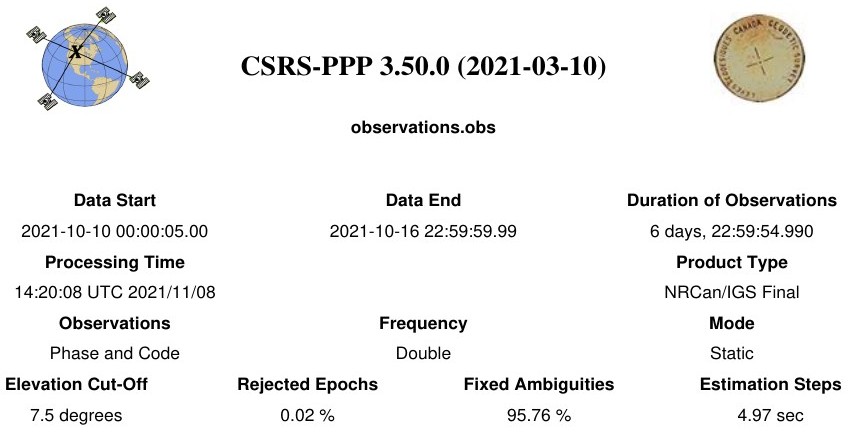 CSRS-PPP 3.50.0 (2021-03-10)
CANADA GEODETIC SURVEY
observations.obs
Data Start Data End Duration of Observations
2021-10-10 00:00:05.00 2021-10-16 22:59:59.99 6 days, 22:59:54.990
Processing Time Product Type
14:20:08 UTC 2021/11/08 NRCan/IGS Final
Observations Frequency Mode
Phase and Code Double Static
Elevation Cut-Off Rejected Epochs Fixed Ambiguities Estimation Steps
7.5 degrees 0.02 % 95.76 % 4.97 sec